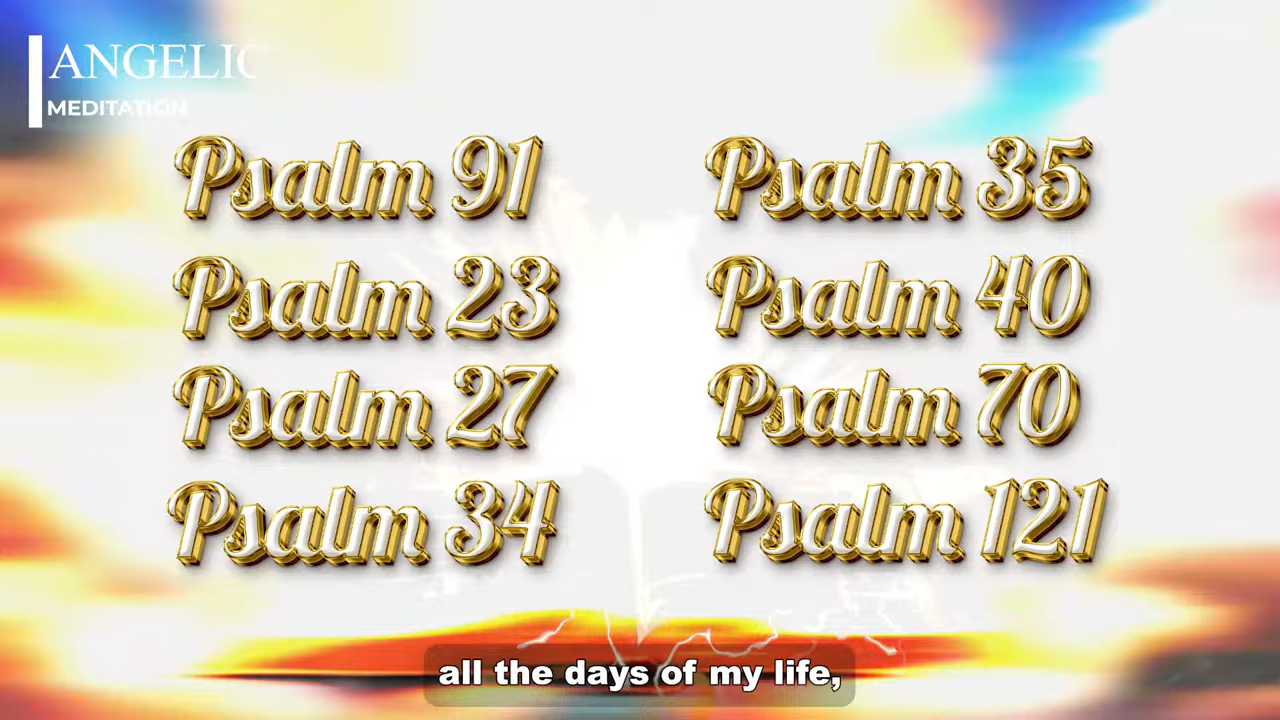 ANGELIC
MEDITATION
Psalm 91
Psalm 23
Psalm 27
Psalm 34
Psalm 35
Psalm 40
Psalm 70
Psalm 121
all the days of my life,